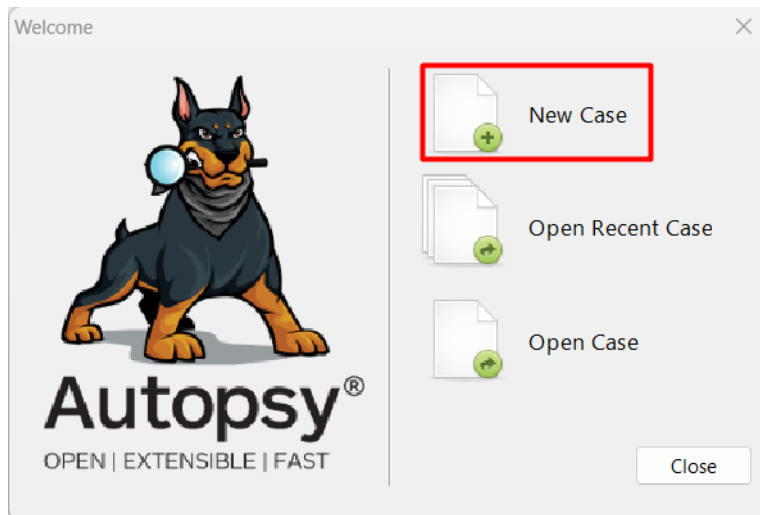 Welcome
New Case
Open Recent Case
Open Case
Autopsy®
OPEN | EXTENSIBLE | FAST
Close